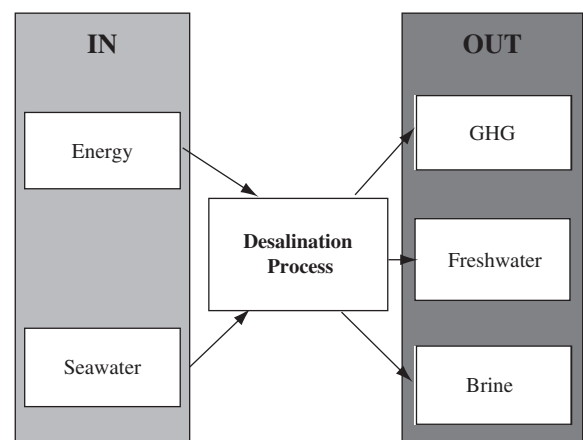 IN
OUT
Energy
Seawater
Desalination
Process
GHG
Freshwater
Brine